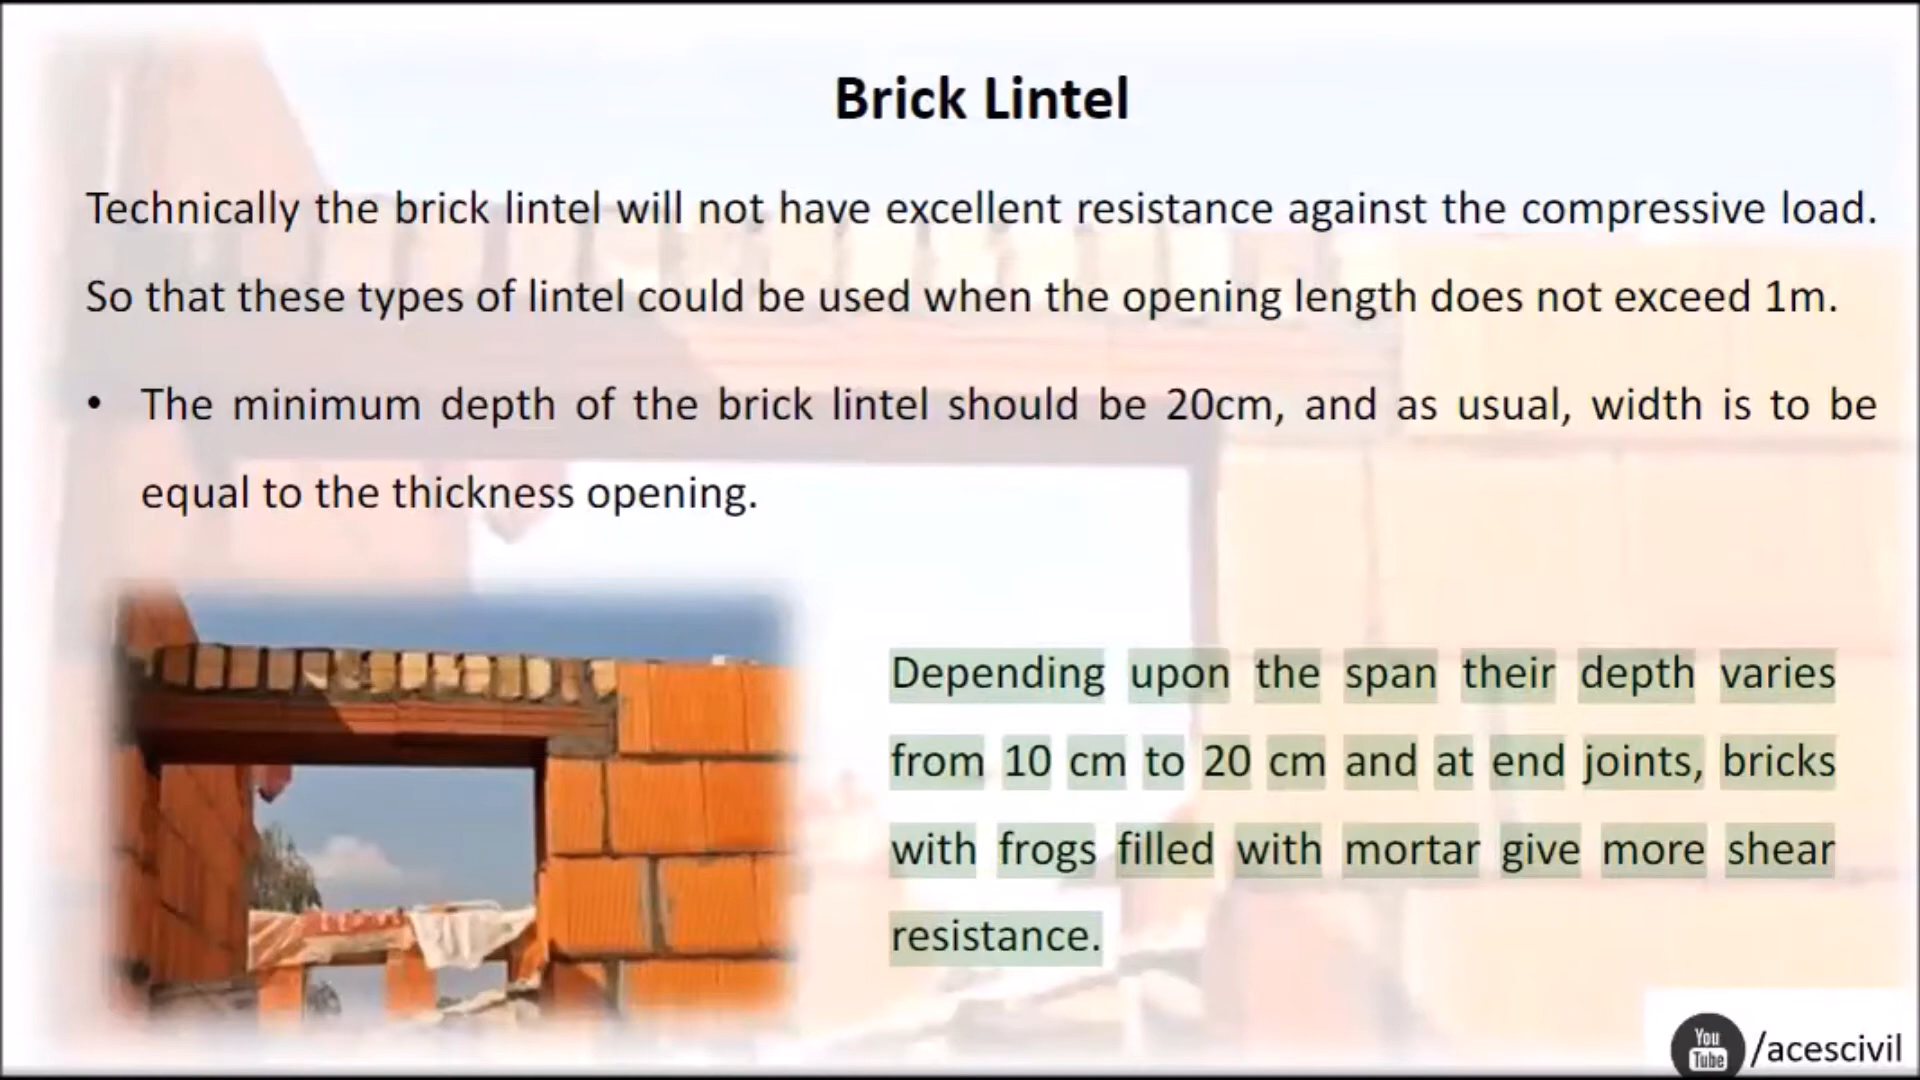 Brick Lintel
Technically the brick lintel will not have excellent resistance against the compressive load.
So that these types of lintel could be used when the opening length does not exceed 1m.
• The minimum depth of the brick lintel should be 20cm, and as usual, width is to be
equal to the thickness opening.
Depending upon the span their depth varies
from 10 cm to 20 cm and at end joints, bricks
with frogs filled with mortar give more shear
resistance.
You
Tube
/acescivil